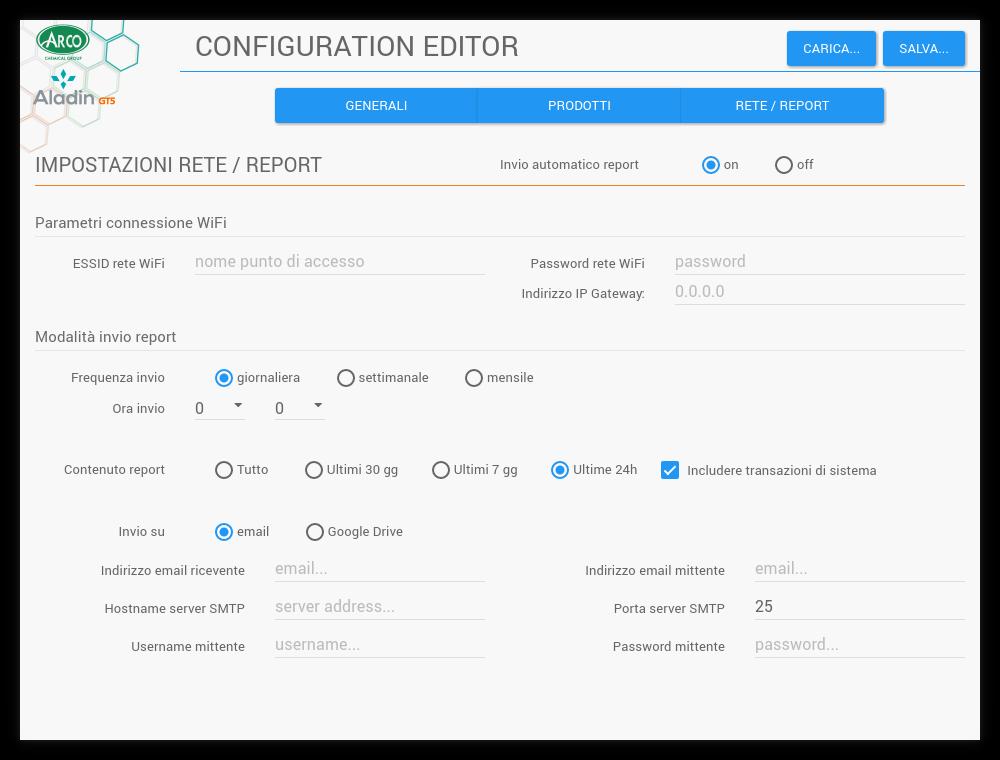 ARCO
CHEMICAL GROUP
Aladin GTS
CONFIGURATION EDITOR
CARICA... SALVA...
GENERALI PRODOTTI RETE / REPORT
IMPOSTAZIONI RETE / REPORT Invio automatico report on off
Parametri connessione WiFi
ESSID rete WiFi nome punto di accesso Password rete WiFi password
Indirizzo IP Gateway: 0.0.0.0
Modalità invio report
Frequenza invio giornaliera settimanale mensile
Ora invio 0 0
Contenuto report Tutto Ultimi 30 gg Ultimi 7 gg Ultime 24h Includere transazioni di sistema
Invio su email Google Drive
Indirizzo email ricevente email... Indirizzo email mittente email...
Hostname server SMTP server address... Porta server SMTP 25
Username mittente username... Password mittente password...